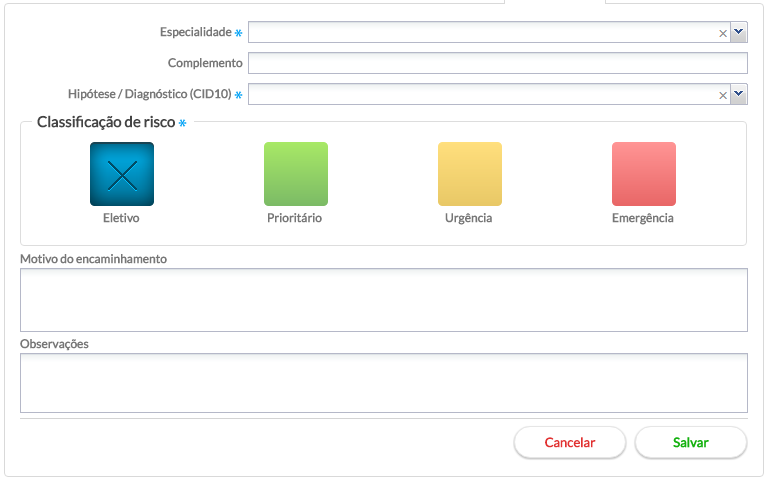 Especialidade *
Complemento
Hipótese / Diagnóstico (CID10) *
Classificação de risco *
Eletivo
Prioritário
Urgência
Emergência
Motivo do encaminhamento
Observações
Cancelar
Salvar